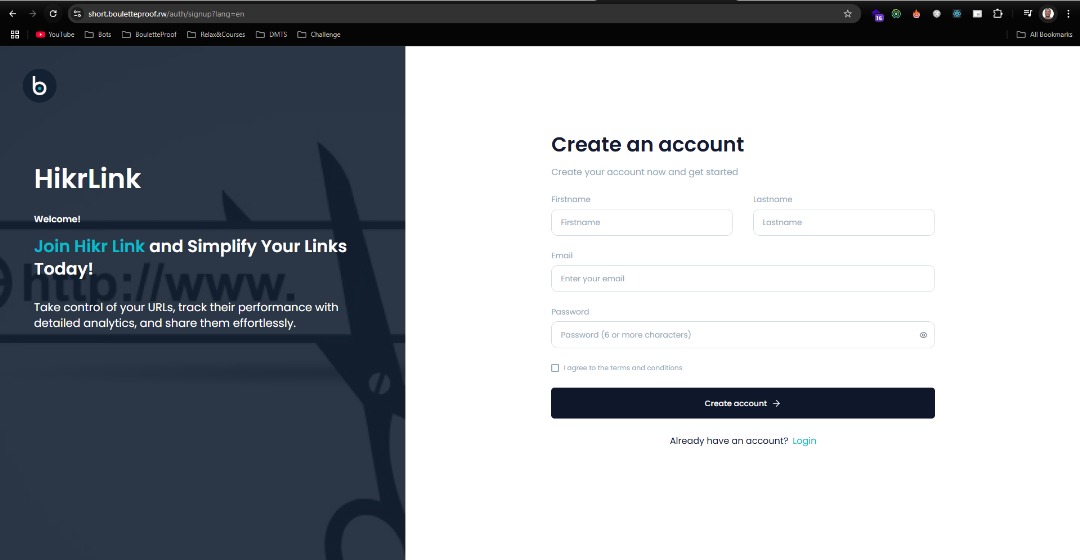 short.bouletteproof.rw/auth/signup?lang=en
16
YouTube
Bots
BoulettProof
Relax&Courses
DMTS
Challenge
All Bookmarks
b
HikrLink
Welcome!
Join Hikr Link and Simplify Your Links
Today!
http://www.
Take control of your URLs, track their performance with
detailed analytics, and share them effortlessly.
Create an account
Create your account now and get started
Firstname
Lastname
Firstname
Lastname
Email
Enter your email
Password
Password (6 or more characters)
I agree to the terms and conditions
Create account →
Already have an account? Login